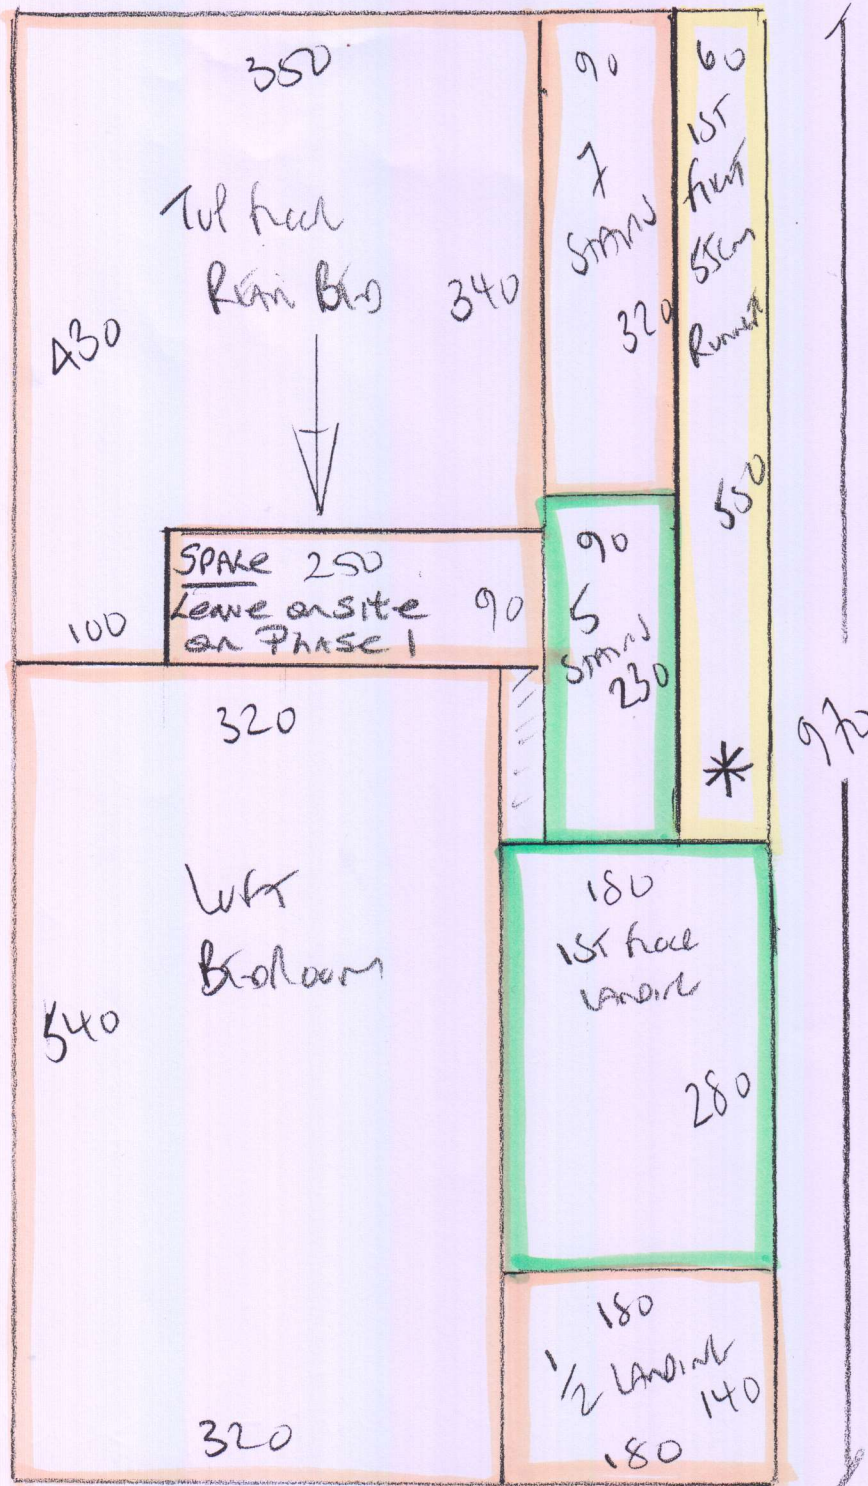 350
430
REAR BED
340
SPARE 250
Leave onsite
on Phase 1
90
100
90
7
STAIRS
320
60
1ST
FLIGHT
55cm
Runner
550
*
90
5
STAIRS
230
970
320
LOFT
BEDROOM
540
320
180
1ST FLOOR
LANDING
280
180
1/2 LANDING
140
180